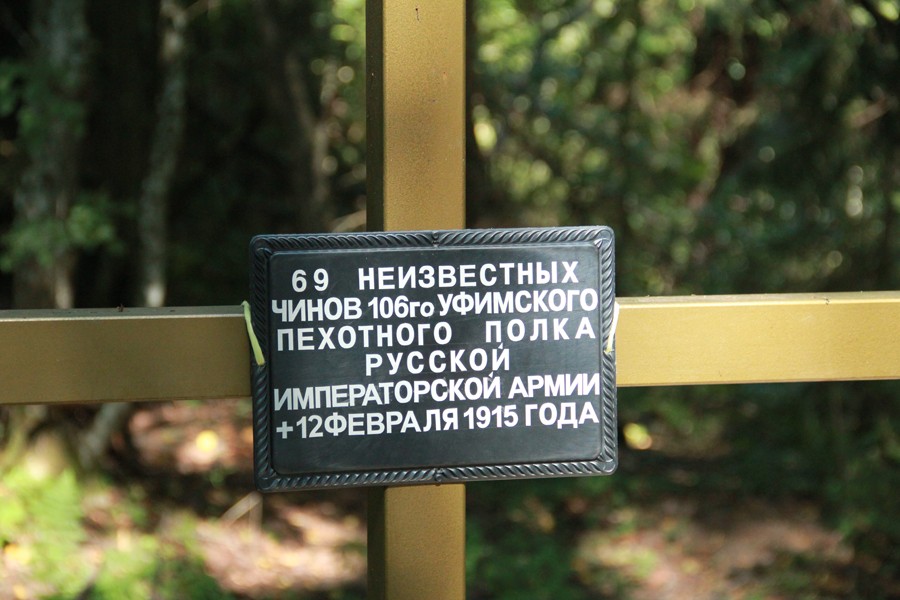 69 НЕИЗВЕСТНЫХ
ЧИНОВ 106го УФИМСКОГО
ПЕХОТНОГО ПОЛКА
РУССКОЙ
ИМПЕРАТОРСКОЙ АРМИИ
+12ФЕВРАЛЯ 1915 ГОДА